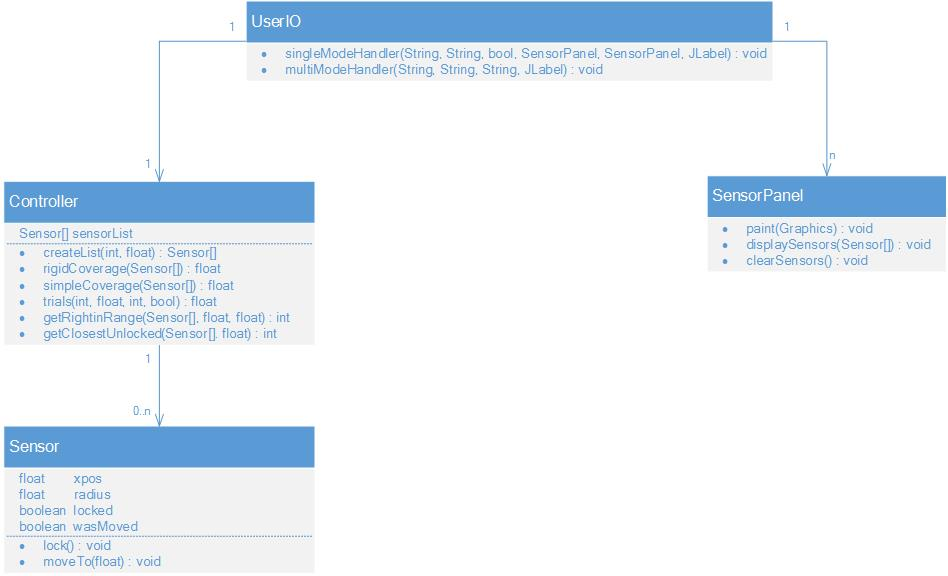 UserIO
1
1
singleModeHandler(String, String, bool, SensorPanel, SensorPanel, JLabel) : void
multiModeHandler(String, String, String, JLabel) : void
1
n
Controller
Sensor[] sensorList
createList(int, float) : Sensor[]
rigidCoverage(Sensor[]) : float
simpleCoverage(Sensor[]) : float
trials(int, float, int, bool) : float
getRightinRange(Sensor[], float, float) : int
getClosestUnlocked(Sensor[]. float) : int
SensorPanel
paint(Graphics) : void
displaySensors(Sensor[]) : void
clearSensors() : void
1
0..n
Sensor
float xpos
float radius
boolean locked
boolean wasMoved
lock() : void
moveTo(float) : void